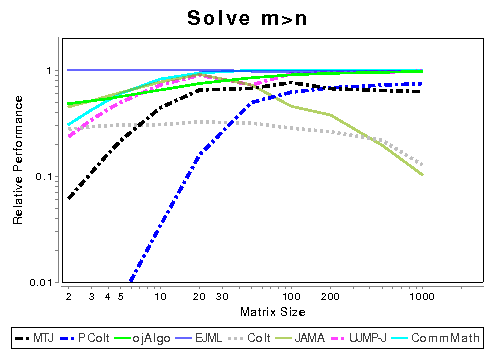 Solve m>n
Relative Performance
1
0.1
0.01
2 3 4 5 10 20 30 100 200 1000
Matrix Size
MTJ PColt ojAlgo EJML Colt JAMA UJMP-J CommMath